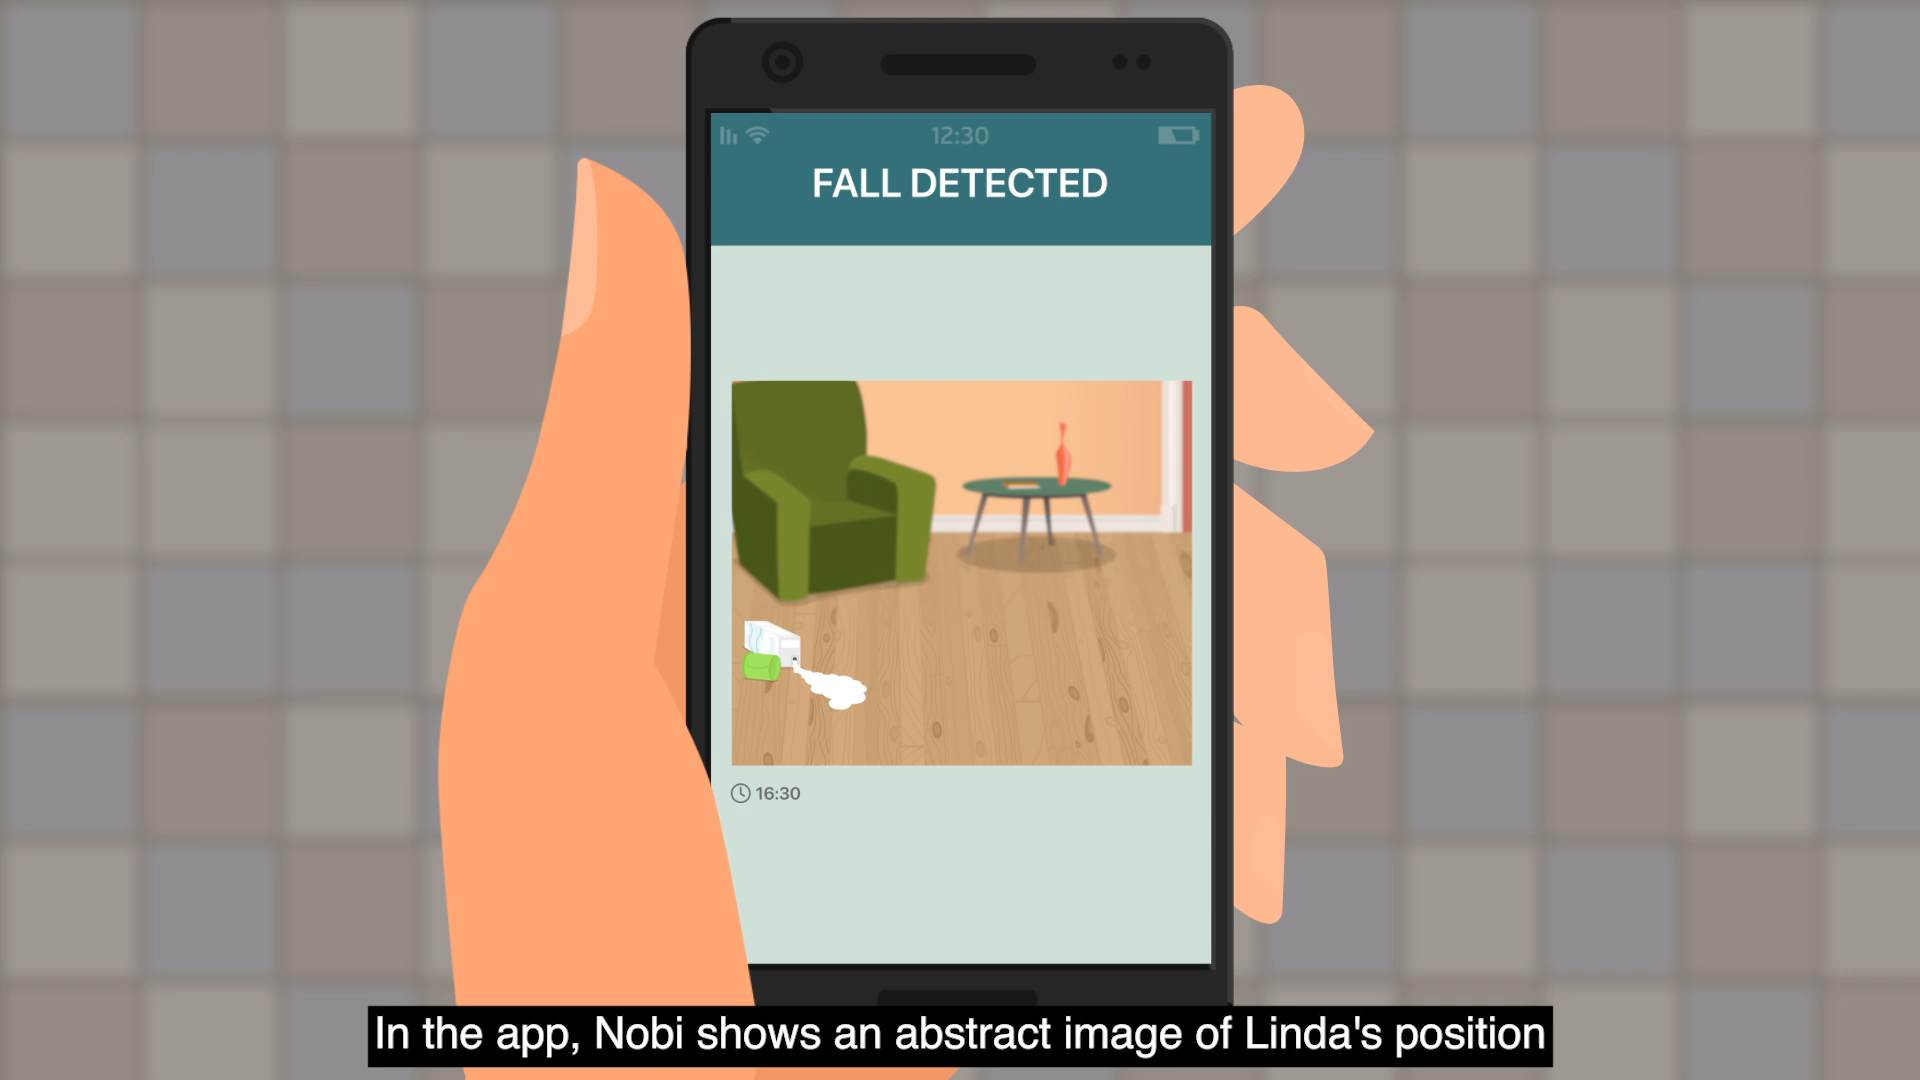 12:30
FALL DETECTED
16:30
In the app, Nobi shows an abstract image of Linda's position